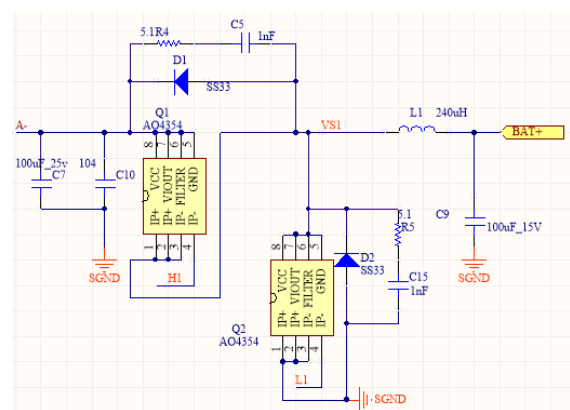 5.1R4
C5
1nF
D1
SS33
Q1
AO4354
A-
VS1
L1
240uH
BAT+
8
7
6
5
VCC
VIOUT
FILTER
GND
IP+
IP+
IP-
IP-
1
2
3
4
100uF_25v
C7
104
C10
SGND
H1
5.1
R5
C9
100uF_15V
SGND
8
7
6
5
VCC
VIOUT
FILTER
GND
IP+
IP+
IP-
IP-
1
2
3
4
D2
SS33
C15
1nF
Q2
AO4354
L1
SGND